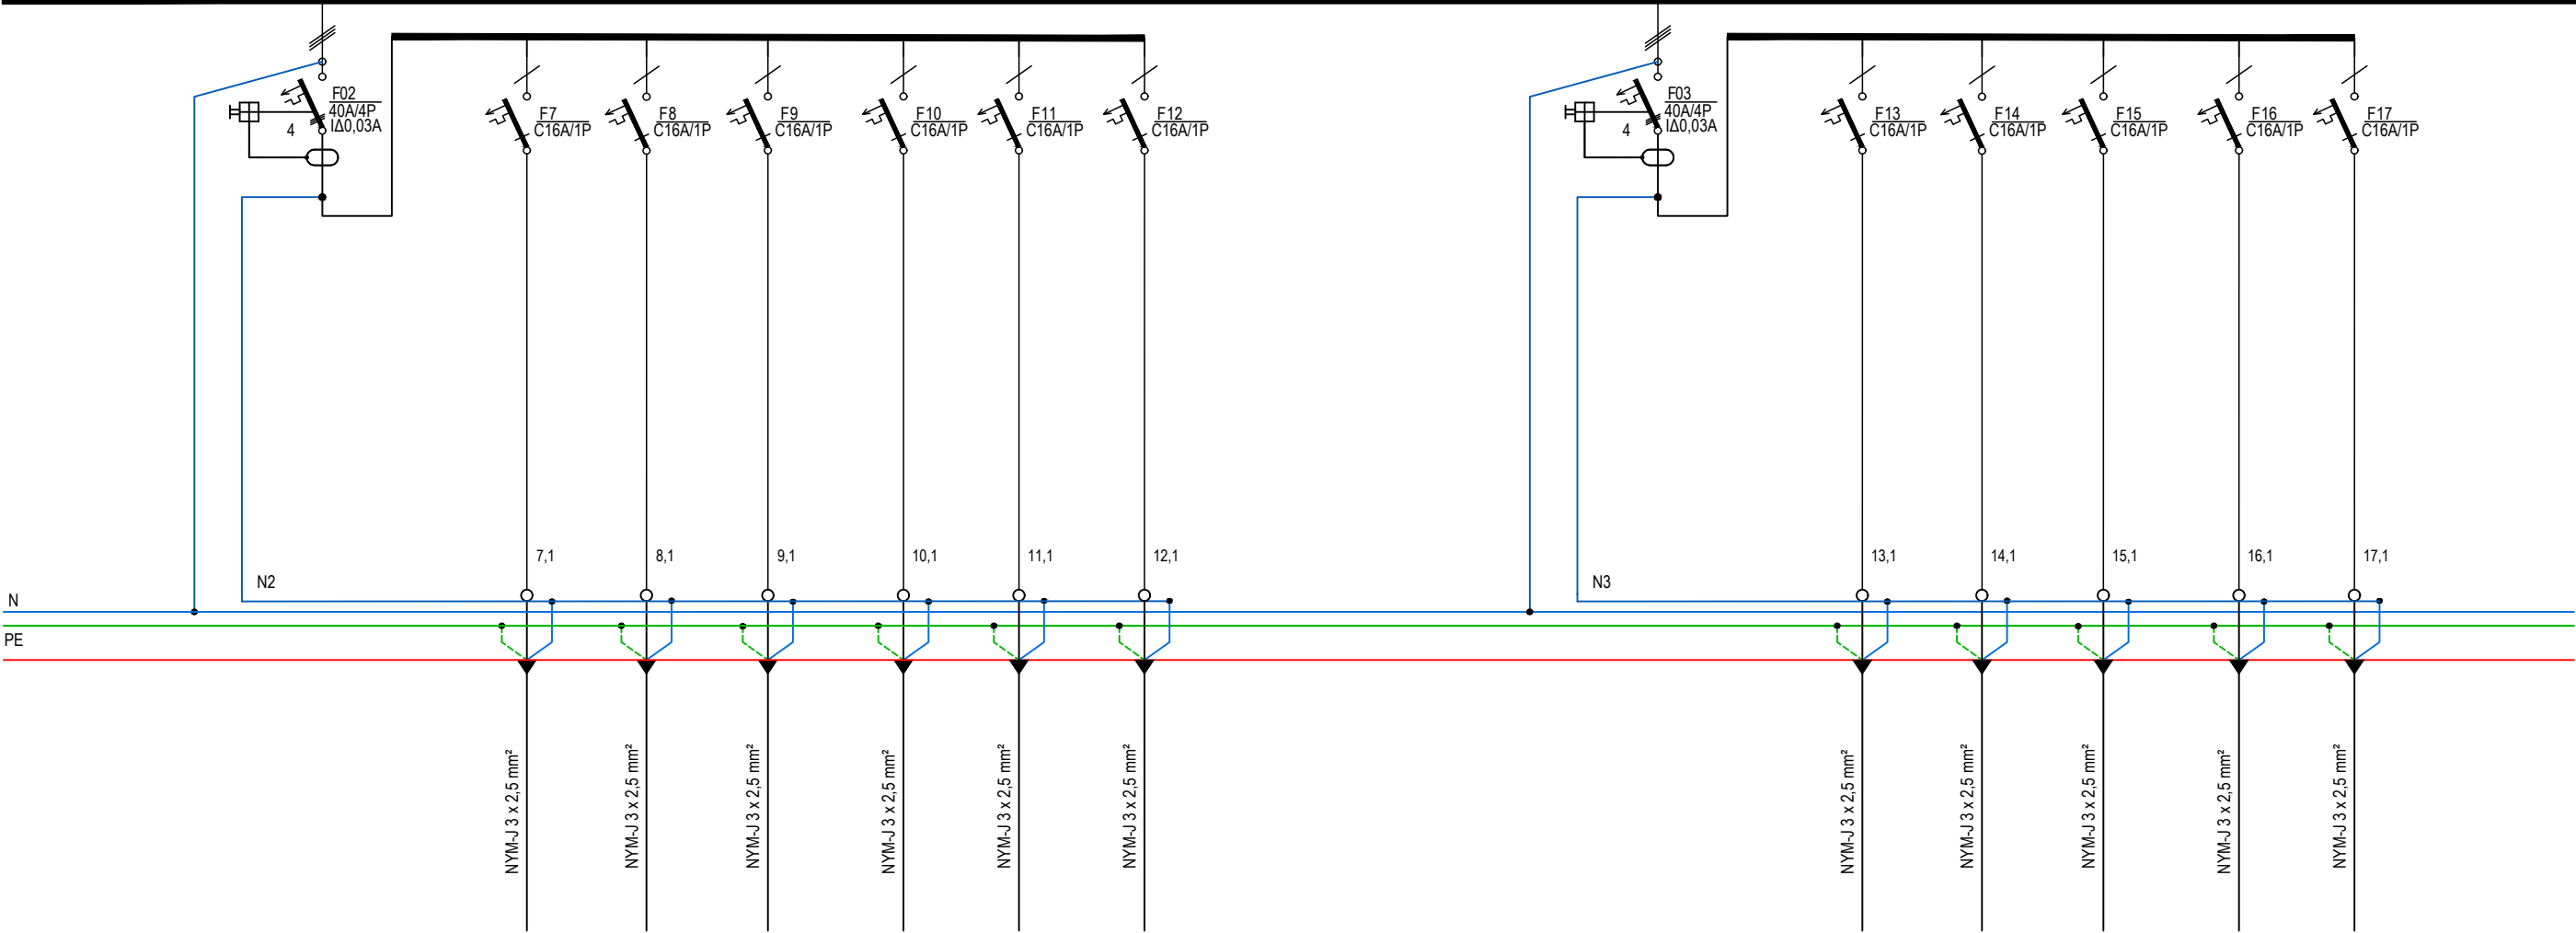 F02
40A/4P
I∆0,03A
4
F7
C16A/1P
F8
C16A/1P
F9
C16A/1P
F10
C16A/1P
F11
C16A/1P
F12
C16A/1P
F03
40A/4P
I∆0,03A
4
F13
C16A/1P
F14
C16A/1P
F15
C16A/1P
F16
C16A/1P
F17
C16A/1P
7,1
8,1
9,1
10,1
11,1
12,1
13,1
14,1
15,1
16,1
17,1
N2
N3
N
PE
NYM-J 3 x 2,5 mm²
NYM-J 3 x 2,5 mm²
NYM-J 3 x 2,5 mm²
NYM-J 3 x 2,5 mm²
NYM-J 3 x 2,5 mm²
NYM-J 3 x 2,5 mm²
NYM-J 3 x 2,5 mm²
NYM-J 3 x 2,5 mm²
NYM-J 3 x 2,5 mm²
NYM-J 3 x 2,5 mm²
NYM-J 3 x 2,5 mm²